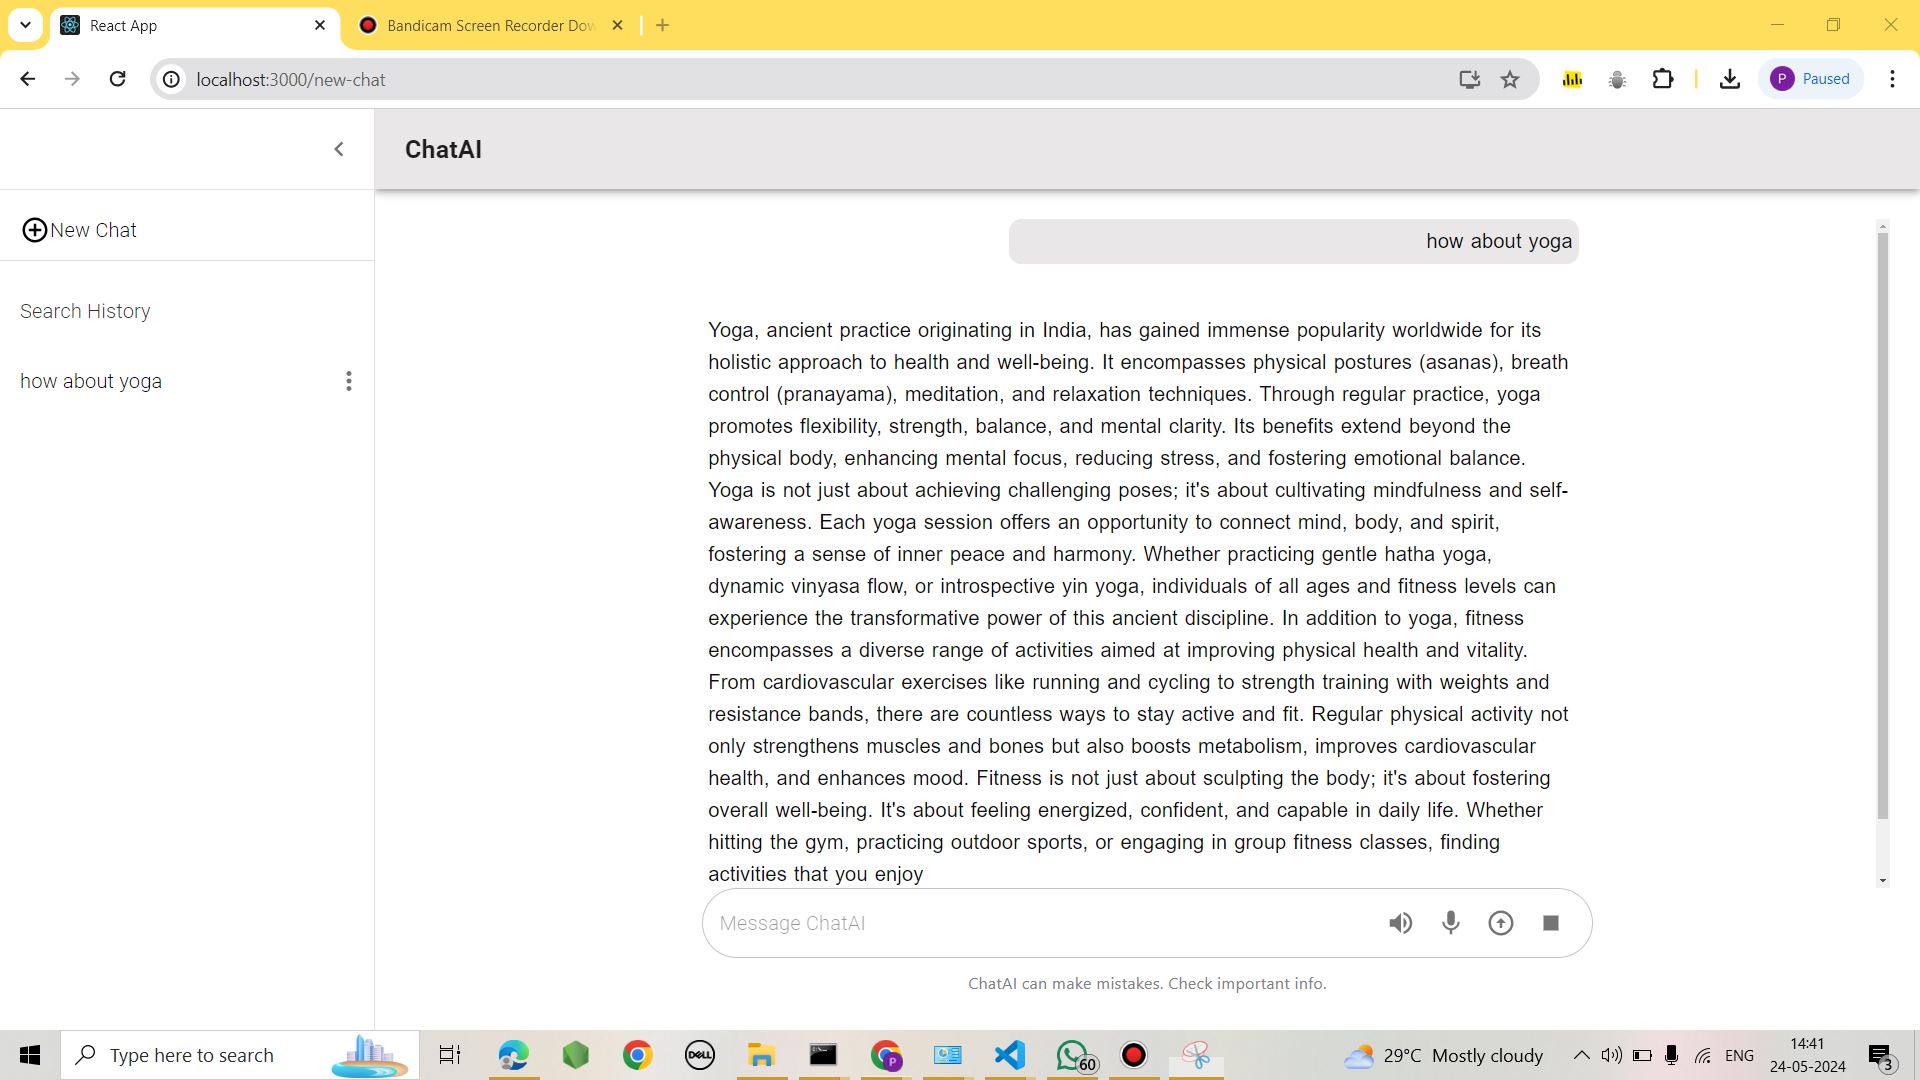 React App
Bandicam Screen Recorder Dow
localhost:3000/new-chat
P
Paused
ChatAI
New Chat
Search History
how about yoga
how about yoga
Yoga, ancient practice originating in India, has gained immense popularity worldwide for its
holistic approach to health and well-being. It encompasses physical postures (asanas), breath
control (pranayama), meditation, and relaxation techniques. Through regular practice, yoga
promotes flexibility, strength, balance, and mental clarity. Its benefits extend beyond the
physical body, enhancing mental focus, reducing stress, and fostering emotional balance.
Yoga is not just about achieving challenging poses; it's about cultivating mindfulness and self-
awareness. Each yoga session offers an opportunity to connect mind, body, and spirit,
fostering a sense of inner peace and harmony. Whether practicing gentle hatha yoga,
dynamic vinyasa flow, or introspective yin yoga, individuals of all ages and fitness levels can
experience the transformative power of this ancient discipline. In addition to yoga, fitness
encompasses a diverse range of activities aimed at improving physical health and vitality.
From cardiovascular exercises like running and cycling to strength training with weights and
resistance bands, there are countless ways to stay active and fit. Regular physical activity not
only strengthens muscles and bones but also boosts metabolism, improves cardiovascular
health, and enhances mood. Fitness is not just about sculpting the body; it's about fostering
overall well-being. It's about feeling energized, confident, and capable in daily life. Whether
hitting the gym, practicing outdoor sports, or engaging in group fitness classes, finding
activities that you enjoy
Message ChatAI
ChatAI can make mistakes. Check important info.
Type here to search
DELL
P
60
29°C Mostly cloudy
ENG
14:41
24-05-2024
3